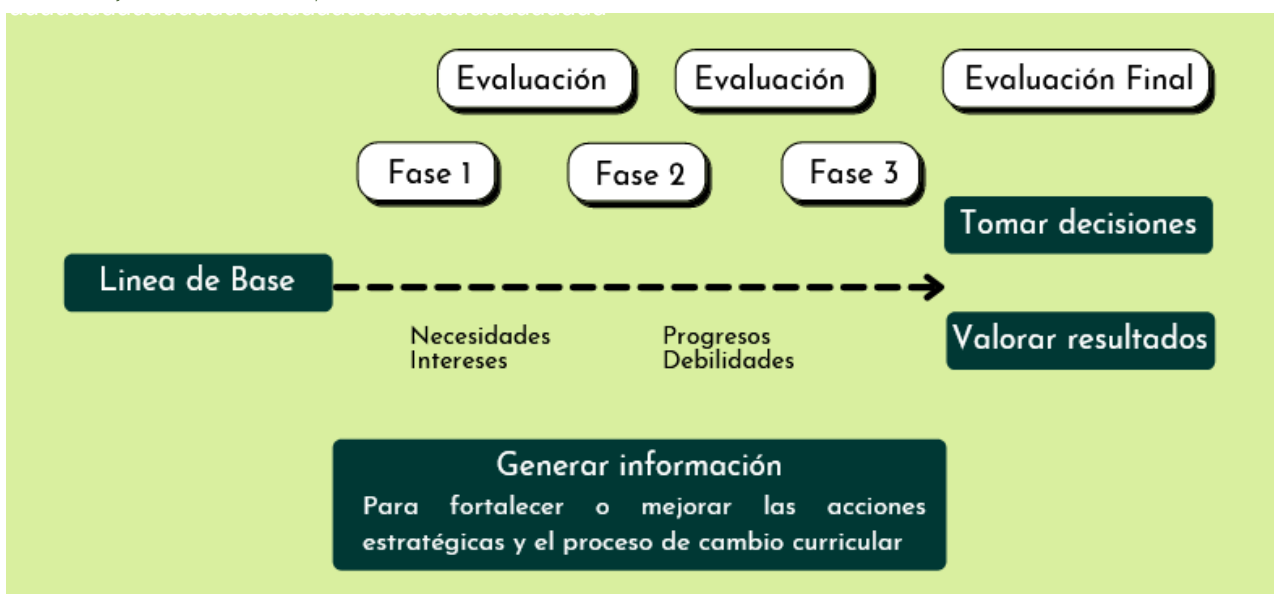 Evaluación
Evaluación
Evaluación Final
Fase 1
Fase 2
Fase 3
Tomar decisiones
Linea de Base
Necesidades
Intereses
Progresos
Debilidades
Valorar resultados
Generar información
Para fortalecer o mejorar las acciones
estratégicas y el proceso de cambio curricular